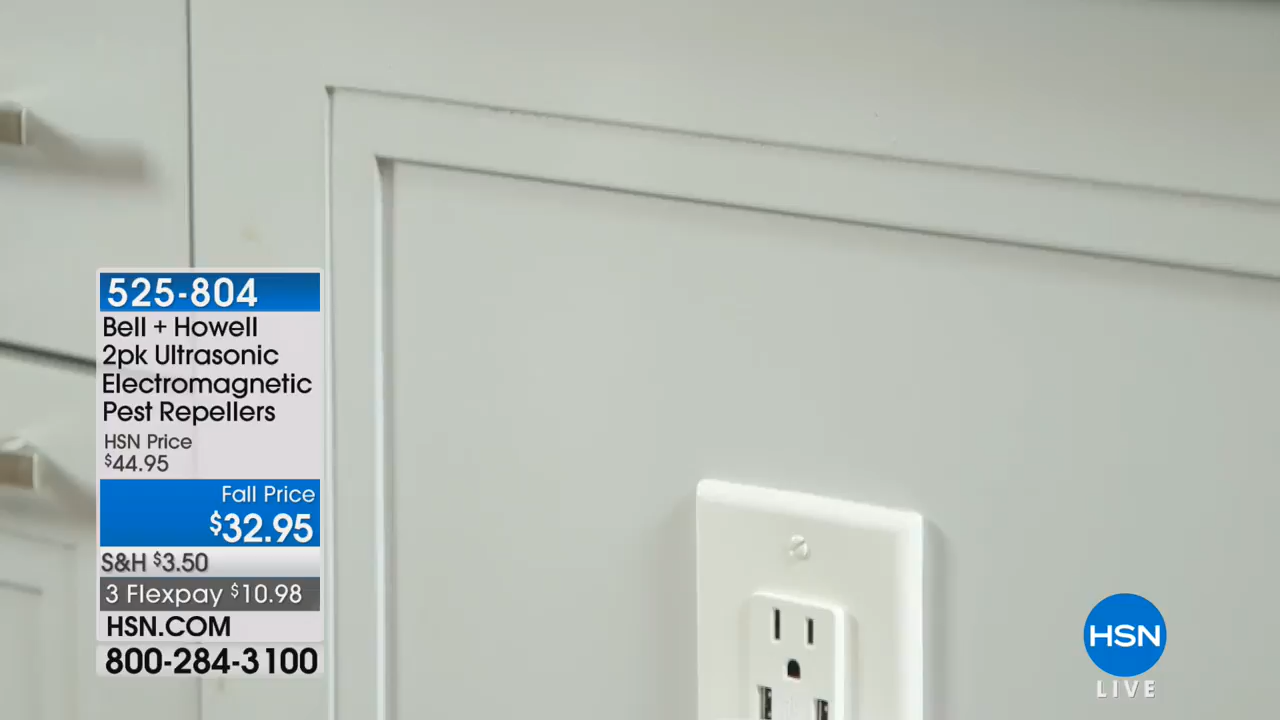 525-804
Bell + Howell
2pk Ultrasonic
Electromagnetic
Pest Repellers
HSN Price
$44.95
Fall Price
$32.95
S&H $3.50
3 Flexpay $10.98
HSN.COM
800-284-3100
HSN
LIVE